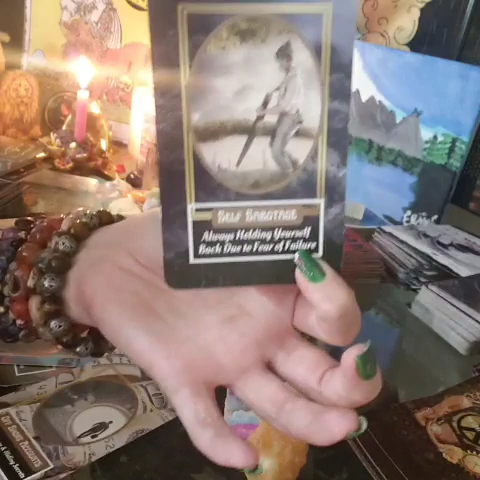 SELF SABOTAGE
Always Holding Yourself
Back Due to Fear of Failure